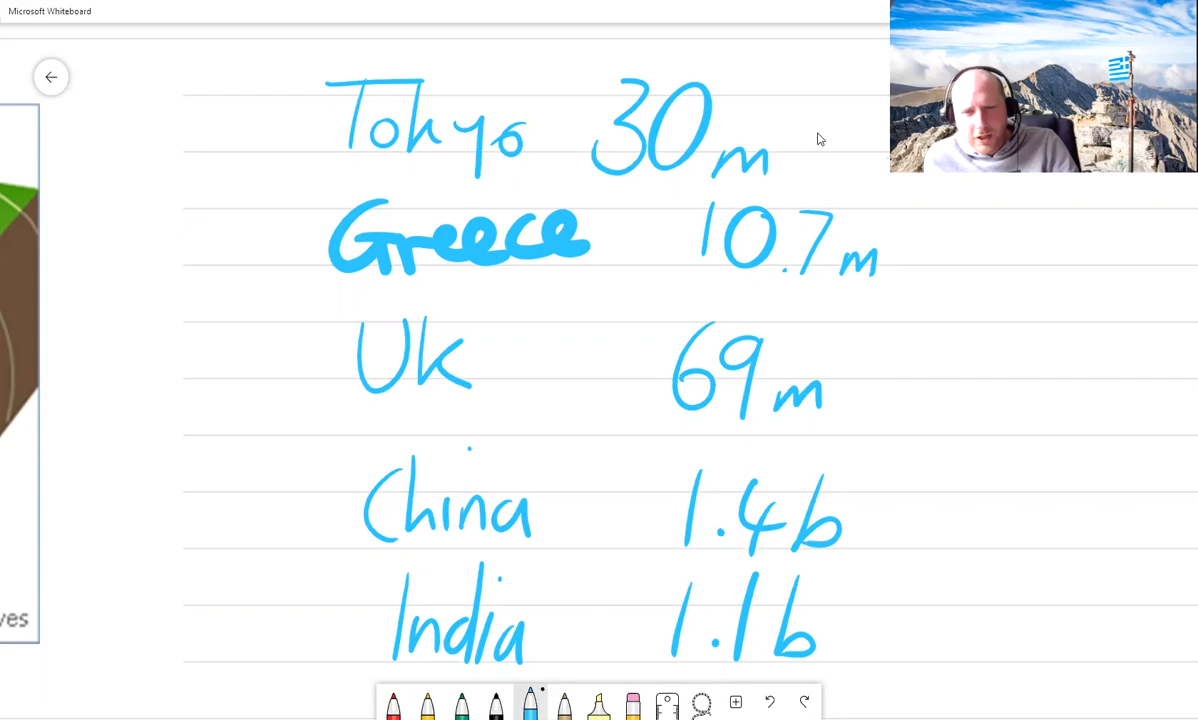 Microsoft Whiteboard
Tokyo 30m
Greece 10.7m
UK 69m
China 1.4b
India 1.1b
ves